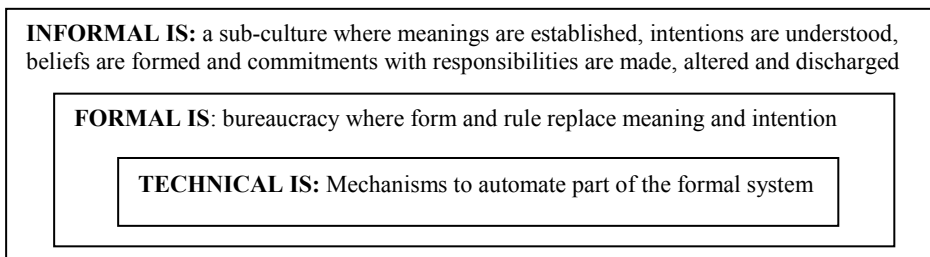 INFORMAL IS: a sub-culture where meanings are established, intentions are understood,
beliefs are formed and commitments with responsibilities are made, altered and discharged
FORMAL IS: bureaucracy where form and rule replace meaning and intention
TECHNICAL IS: Mechanisms to automate part of the formal system